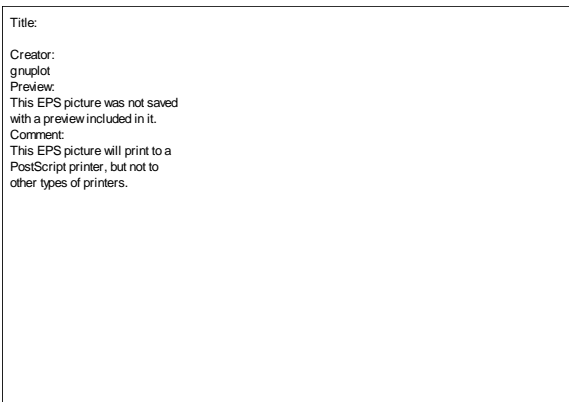 Title:
Creator:
gnuplot
Preview:
This EPS picture was not saved
with a preview included in it.
Comment:
This EPS picture will print to a
PostScript printer, but not to
other types of printers.